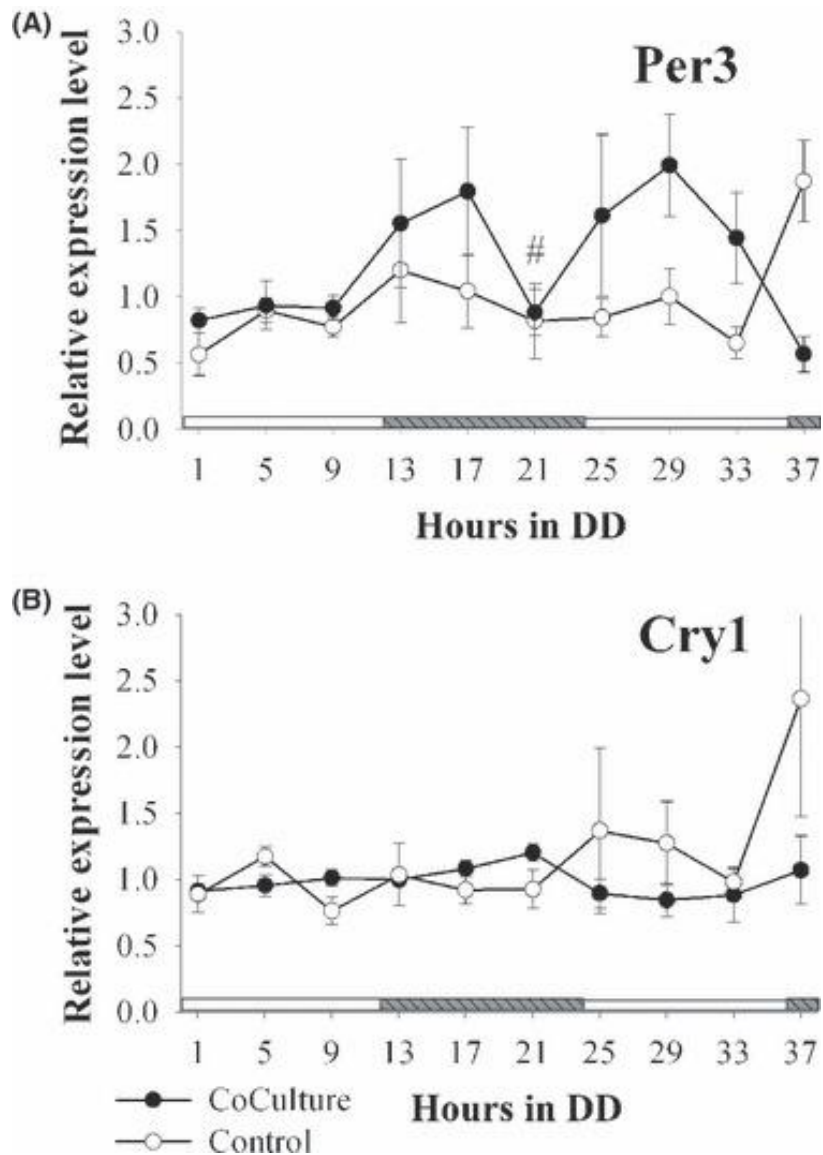 (A)
3.0
Per3
2.5
2.0
1.5
#
1.0
0.5
0.0
Relative expression level
1 5 9 13 17 21 25 29 33 37
Hours in DD
(B)
3.0
Cry1
2.5
2.0
1.5
1.0
0.5
0.0
Relative expression level
1 5 9 13 17 21 25 29 33 37
CoCulture
Hours in DD
Control